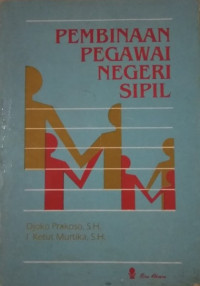 PEMBINAAN
PEGAWAI
NEGERI
SIPIL
Djoko Prakoso, S.H.
I Ketut Murtika, S.H.